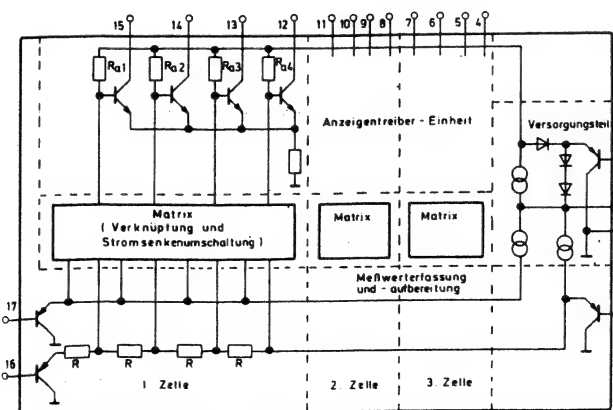 15 14 13 12 11 10 9 8 7 6 5 4
Ra1 Ra2 Ra3 Ra4
Anzeigentreiber - Einheit
Versorgungsteil
Matrix
( Verknüpfung und
Stromsenkenumschaltung )
Matrix
Matrix
Meßwerterfassung
und - aufbereitung
17
16
R R R R
1. Zelle
2. Zelle
3. Zelle